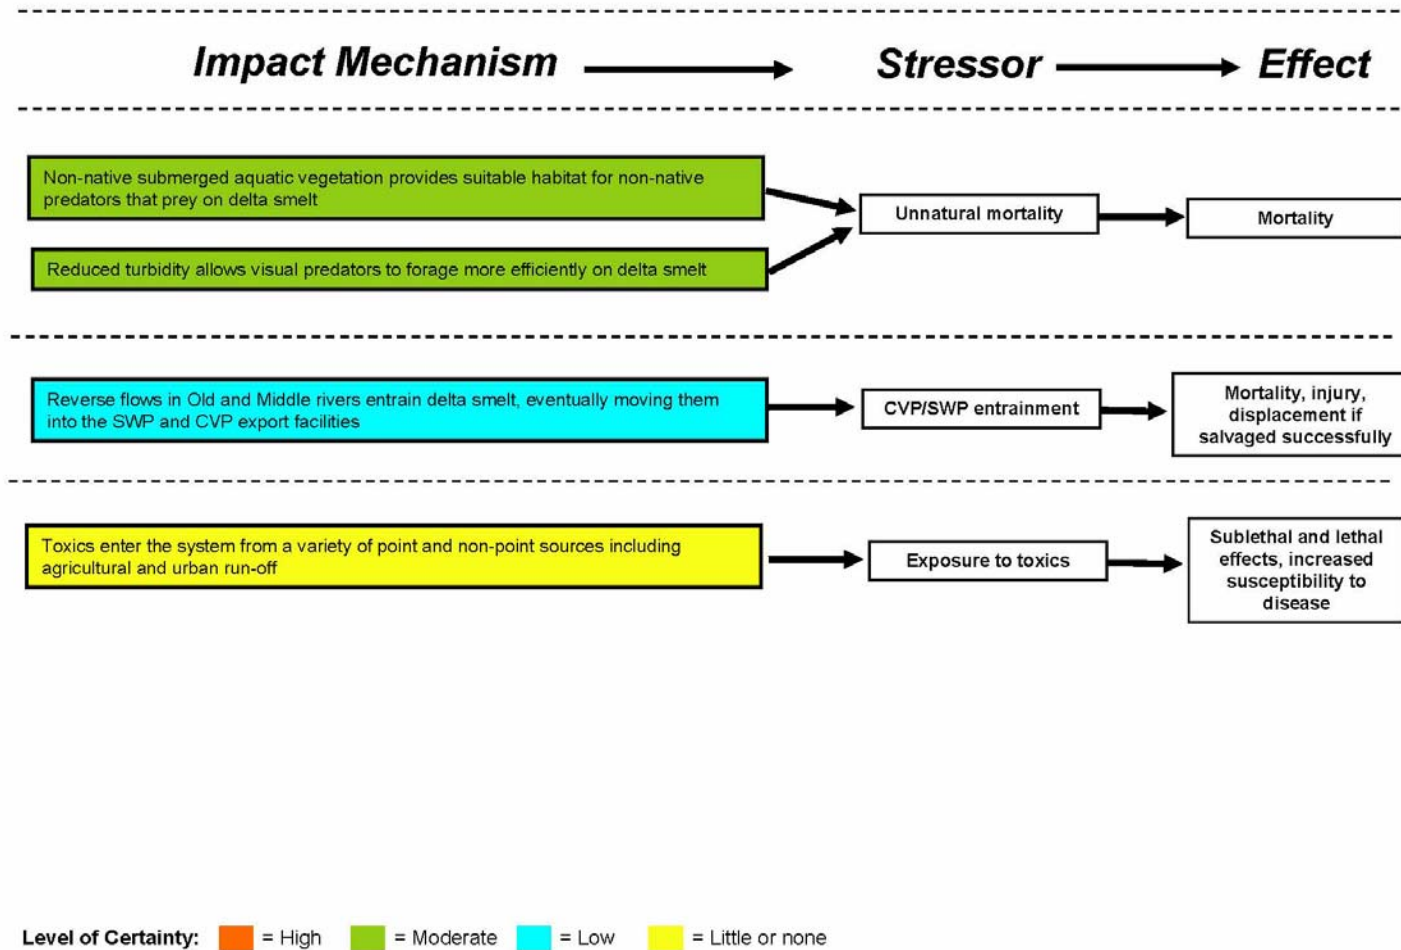 Impact Mechanism Stressor Effect
Non-native submerged aquatic vegetation provides suitable habitat for non-native
predators that prey on delta smelt
Unnatural mortality
Mortality
Reduced turbidity allows visual predators to forage more efficiently on delta smelt
Reverse flows in Old and Middle rivers entrain delta smelt, eventually moving them
into the SWP and CVP export facilities
CVP/SWP entrainment
Mortality, injury,
displacement if
salvaged successfully
Toxics enter the system from a variety of point and non-point sources including
agricultural and urban run-off
Exposure to toxics
Sublethal and lethal
effects, increased
susceptibility to
disease
Level of Certainty: = High = Moderate = Low = Little or none